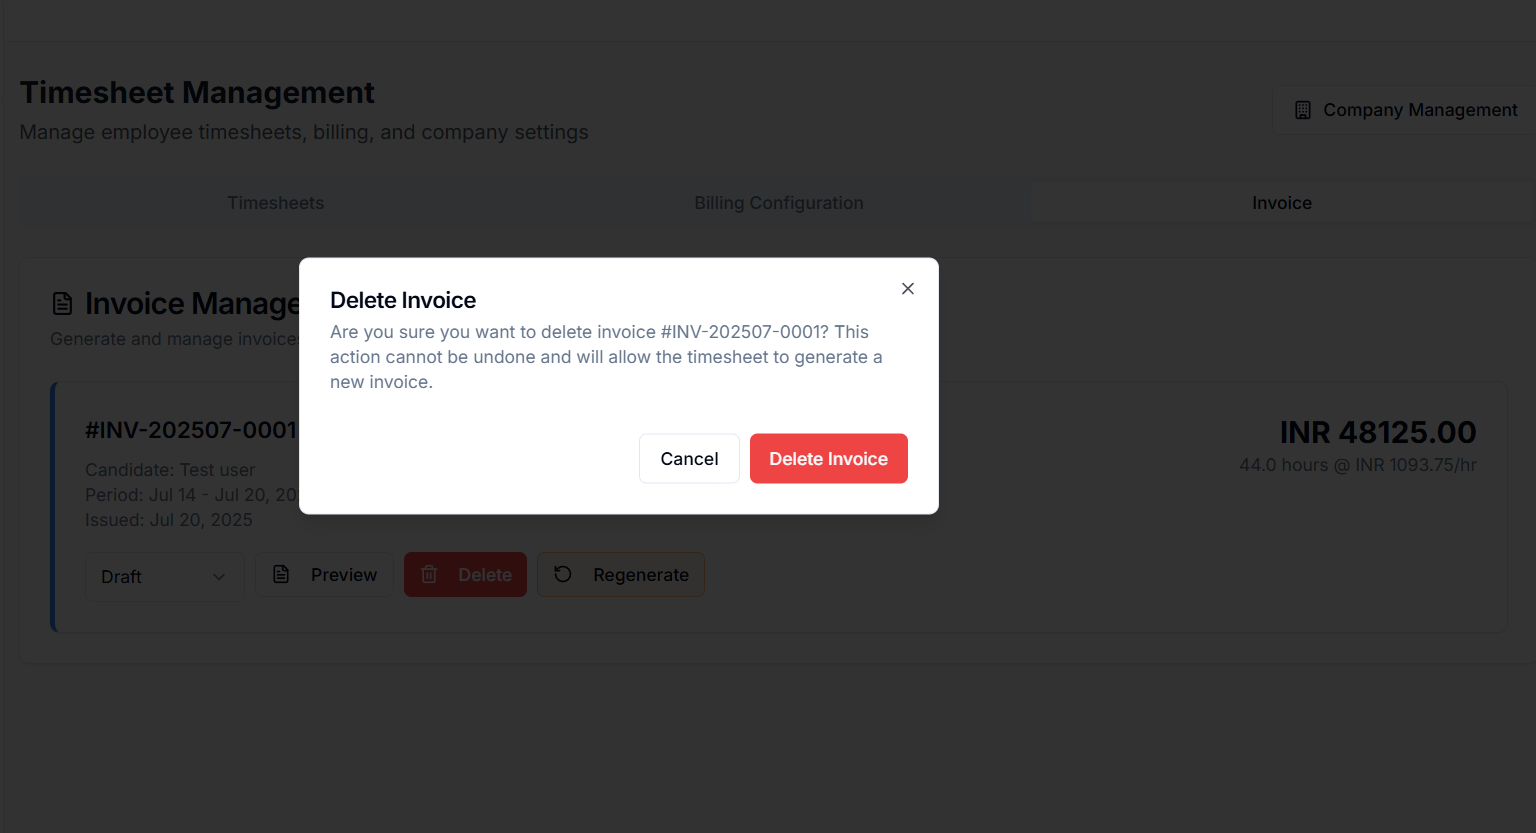 Timesheet Management
Manage employee timesheets, billing, and company settings
Company Management
Timesheets
Billing Configuration
Invoice
Invoice Manage
Generate and manage invoices
Delete Invoice
Are you sure you want to delete invoice #INV-202507-0001? This
action cannot be undone and will allow the timesheet to generate a
new invoice.
Cancel
Delete Invoice
#INV-202507-0001
INR 48125.00
44.0 hours @ INR 1093.75/hr
Candidate: Test user
Period: Jul 14 - Jul 20, 20
Issued: Jul 20, 2025
Draft
Preview
Delete
Regenerate